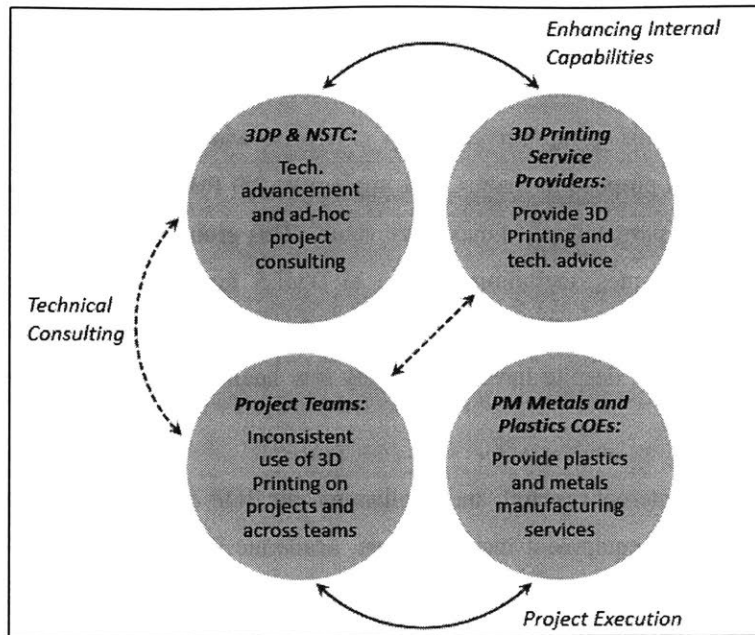 Enhancing Internal
Capabilities
3DP & NSTC:
Tech.
advancement
and ad-hoc
project
consulting
3D Printing
Service
Providers:
Provide 3D
Printing and
tech. advice
Technical
Consulting
Project Teams:
Inconsistent
use of 3D
Printing on
projects and
across teams
PM Metals and
Plastics COEs:
Provide plastics
and metals
manufacturing
services
Project Execution